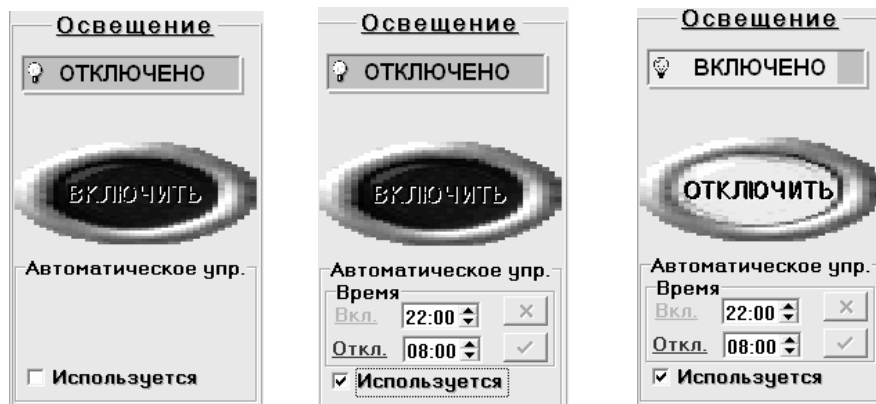 Освещение
ОТКЛЮЧЕНО
ВКЛЮЧИТЬ
Автоматическое упр.
Используется
Освещение
ОТКЛЮЧЕНО
ВКЛЮЧИТЬ
Автоматическое упр.
Время
Вкл. 22:00
Откл. 08:00
Используется
Освещение
ВКЛЮЧЕНО
ОТКЛЮЧИТЬ
Автоматическое упр.
Время
Вкл. 22:00
Откл. 08:00
Используется